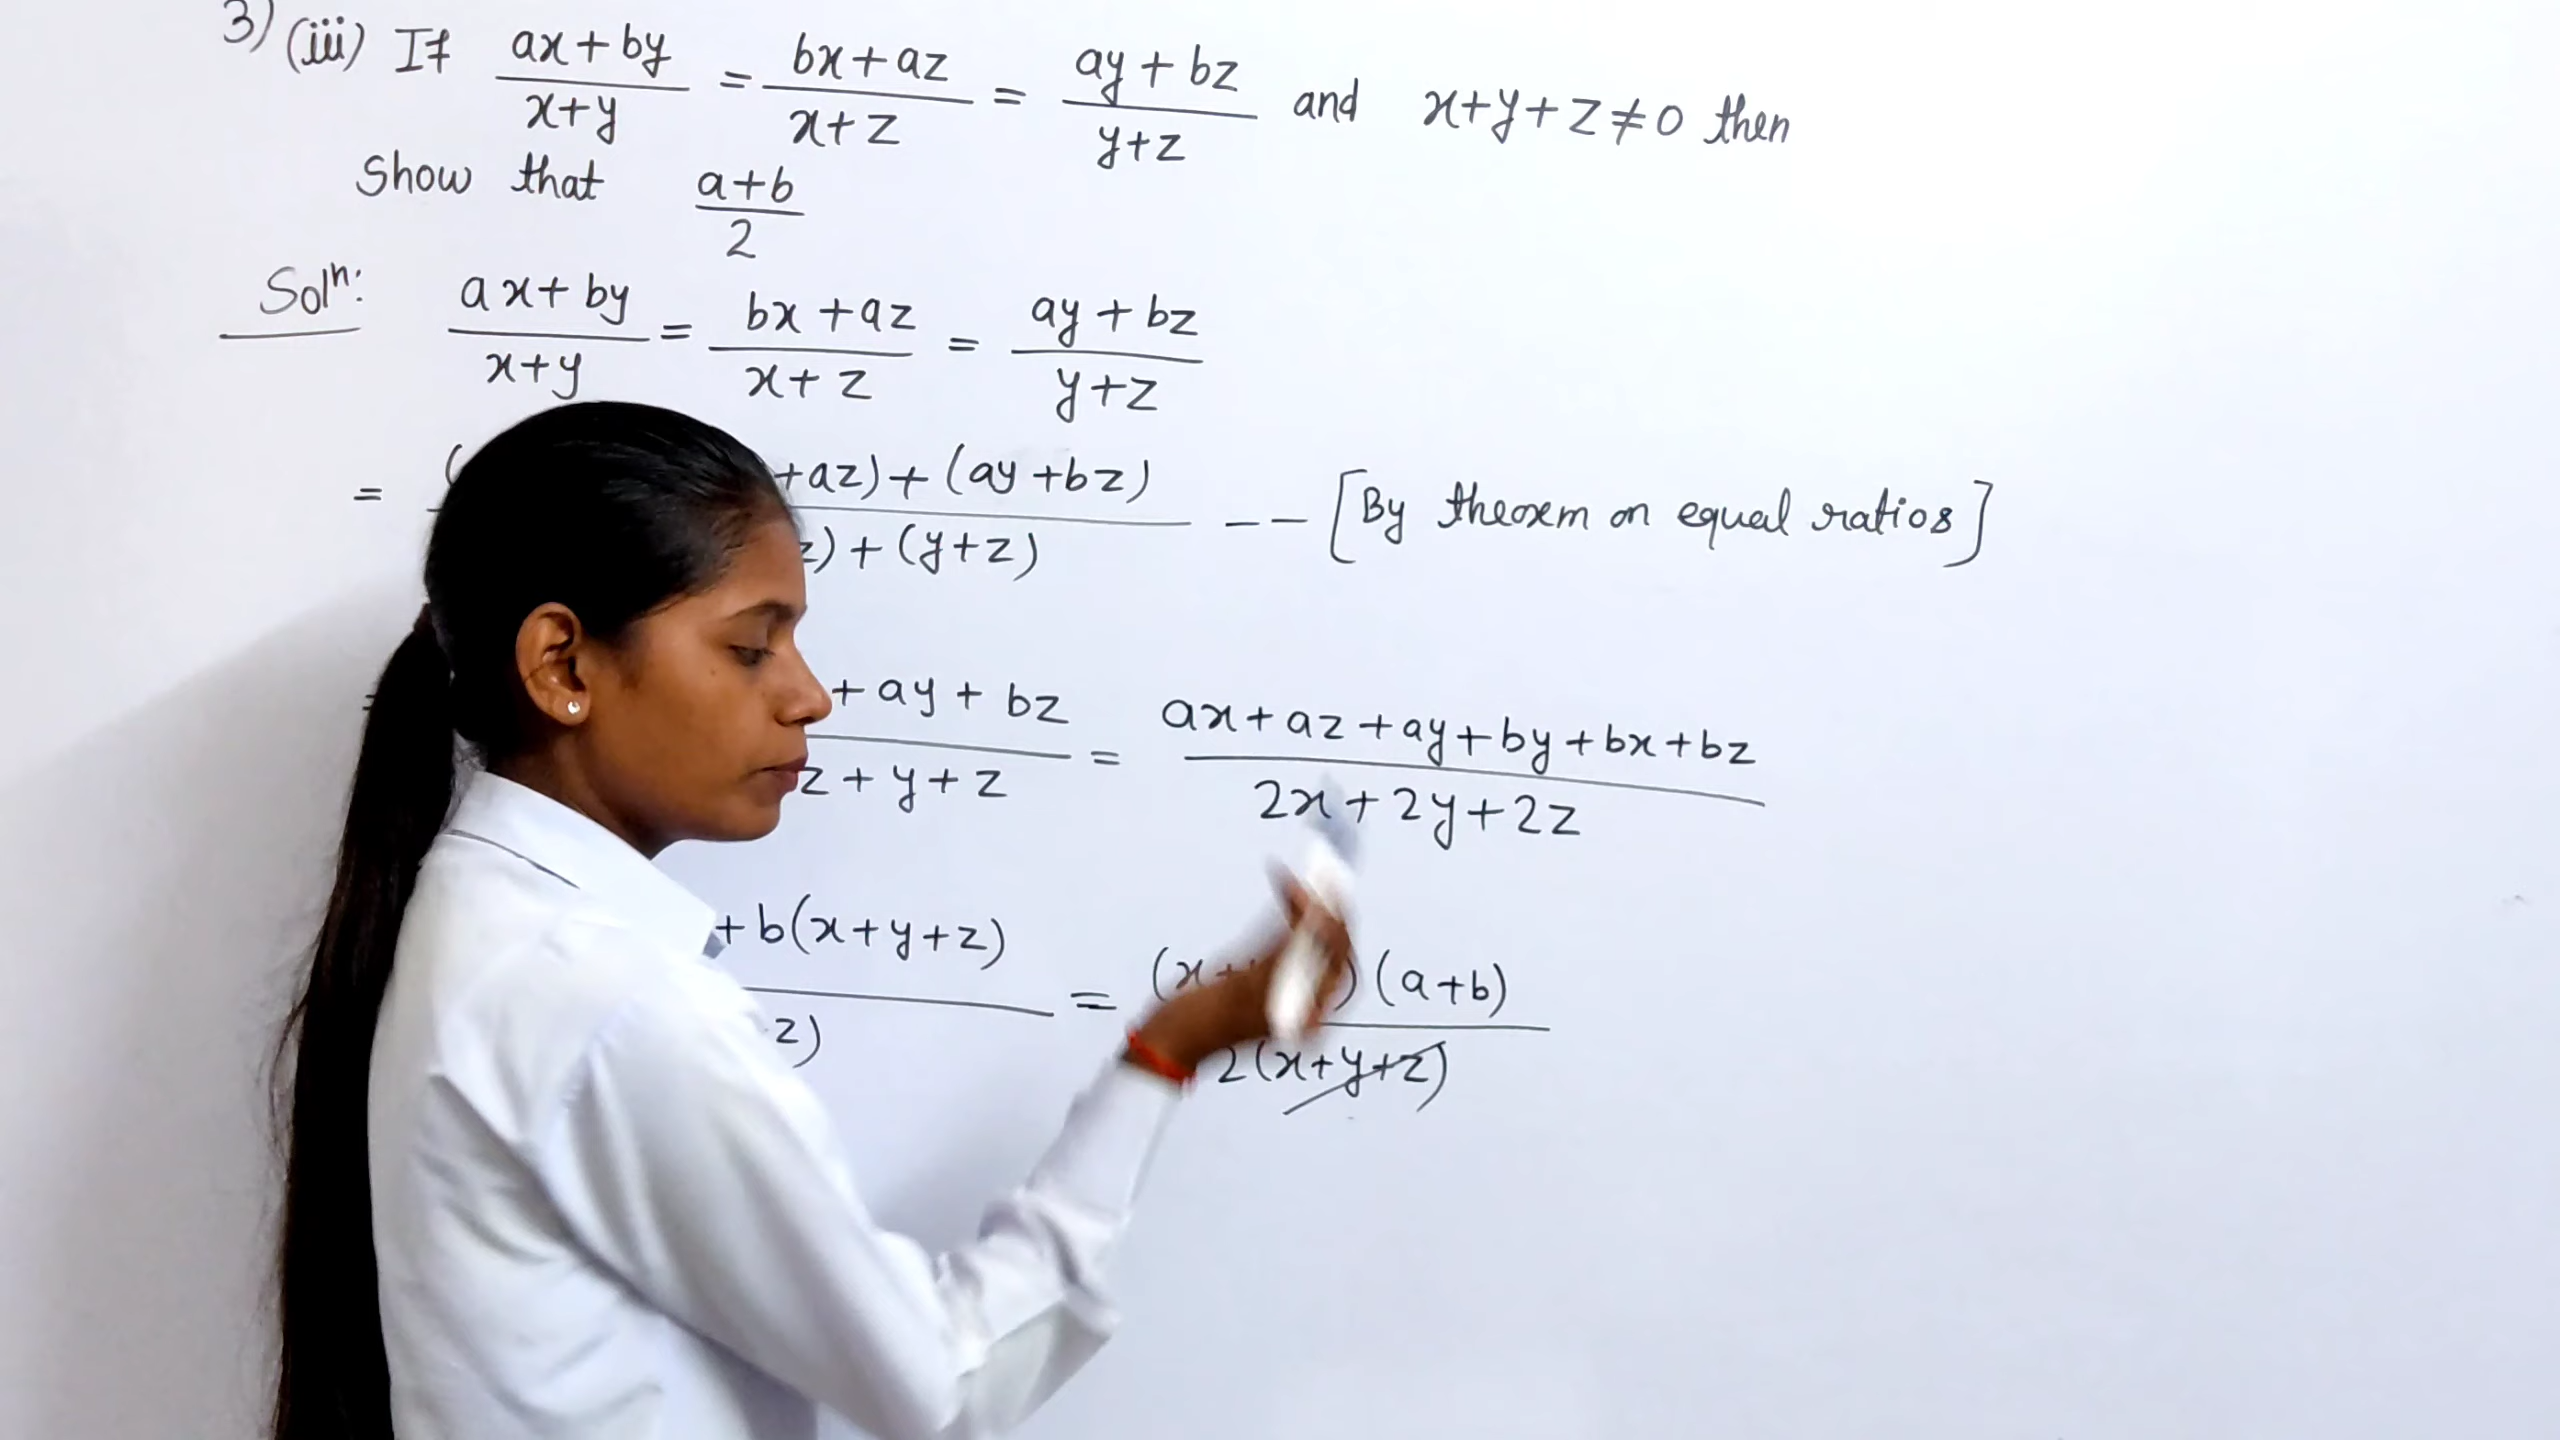 3) (iii) If ax+by/x+y = bx+az/x+z = ay+bz/y+z and x+y+z≠0 then
Show that a+b/2
Solⁿ: ax+by/x+y = bx+az/x+z = ay+bz/y+z
= ( +az)+(ay+bz)/z)+(y+z) -- [By theorem on equal ratios]
= +ay+bz/z+y+z = ax+az+ay+by+bx+bz/2x+2y+2z
+b(x+y+z)/z) = (x+ )(a+b)/2(x+y+z)